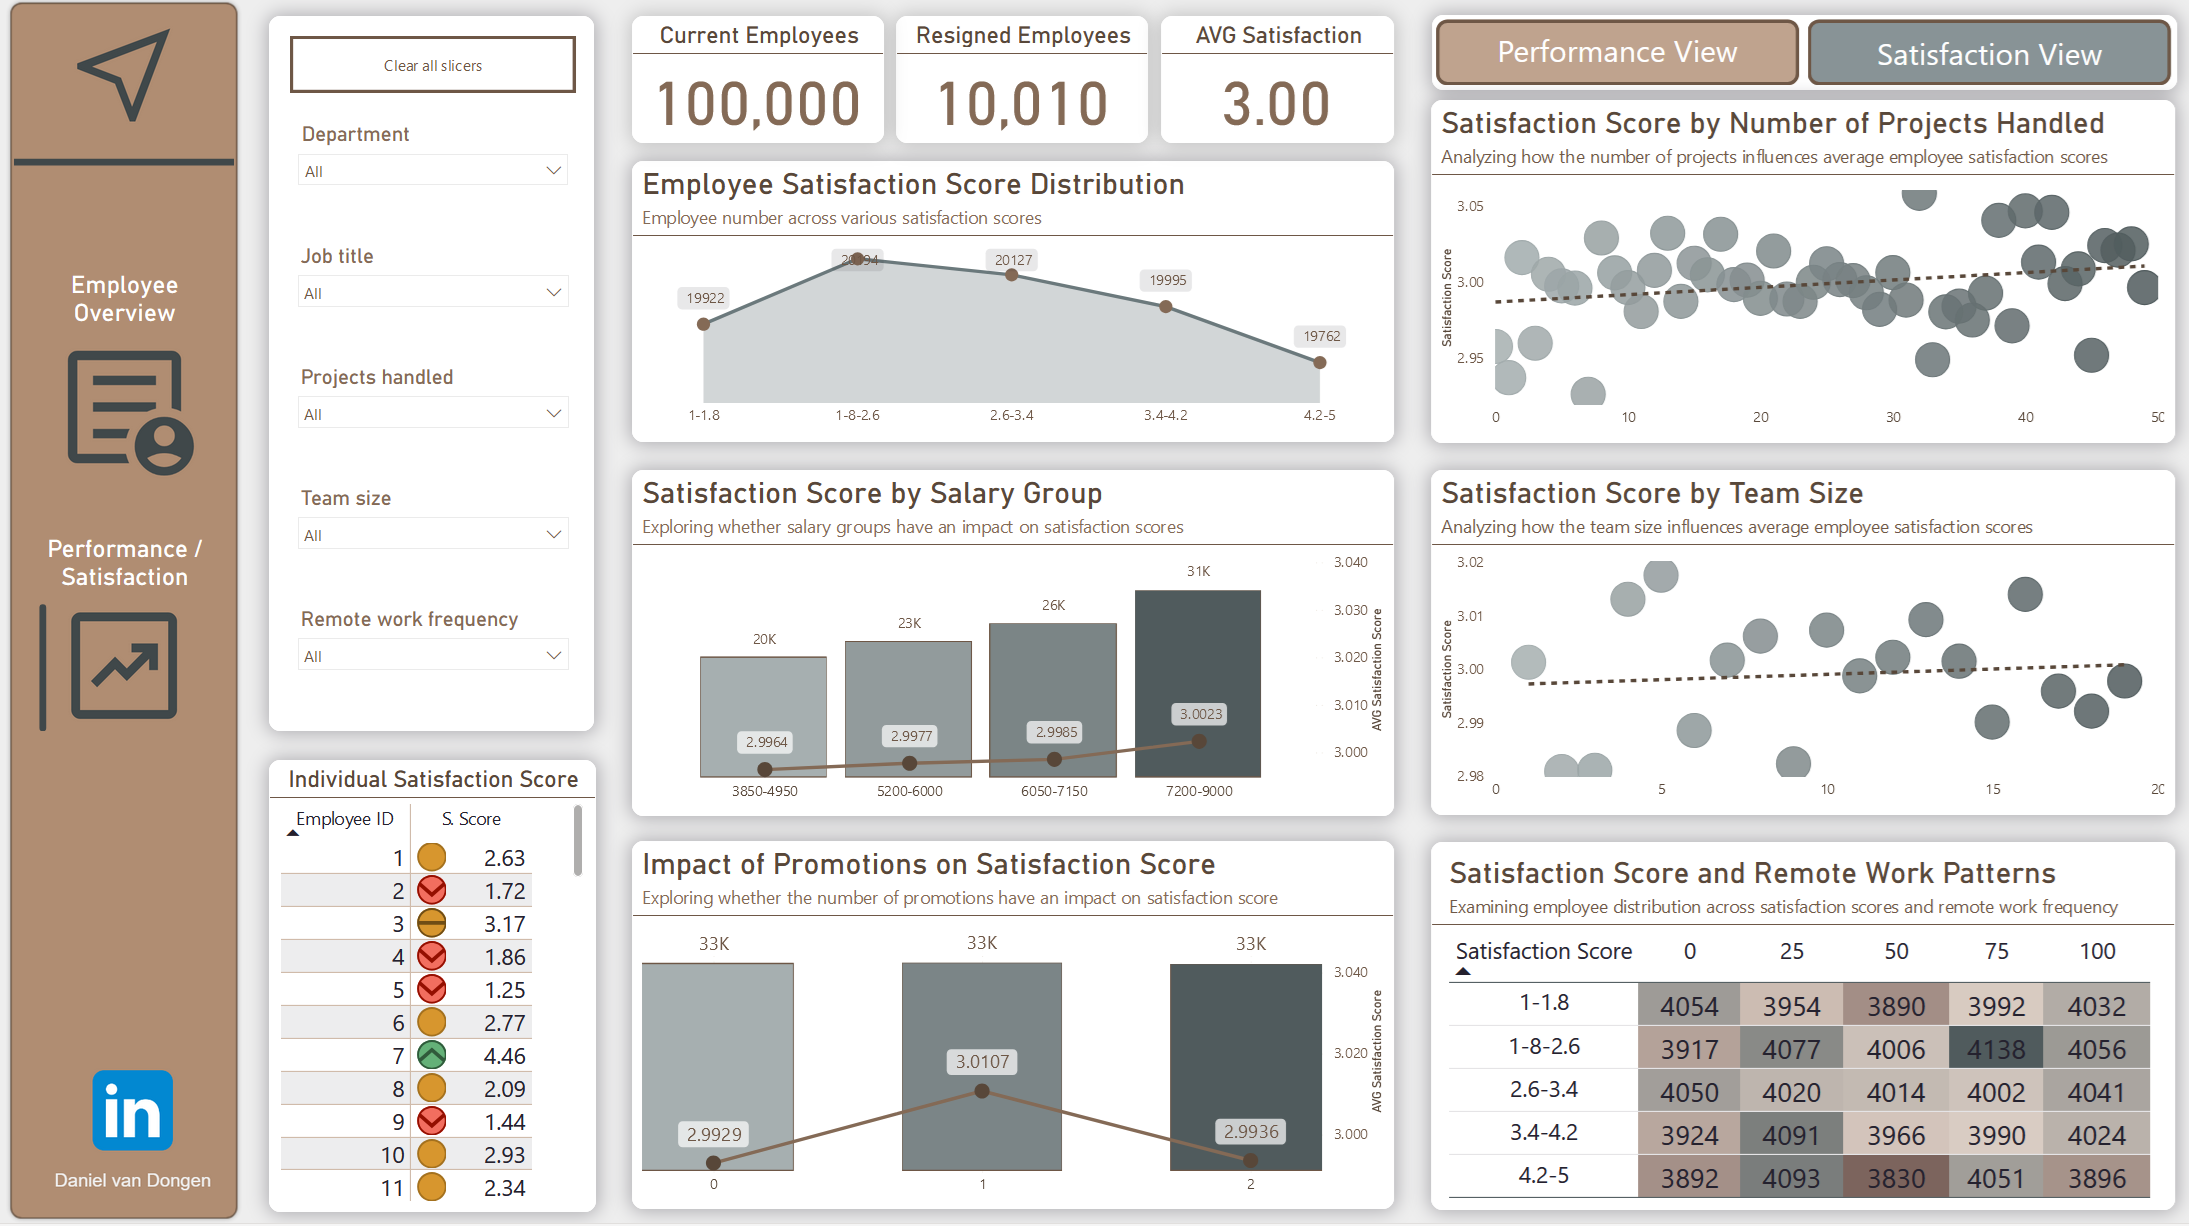 Employee
Overview
Performance /
Satisfaction
in
Daniel van Dongen
Clear all slicers
Department
All
Job title
All
Projects handled
All
Team size
All
Remote work frequency
All
Individual Satisfaction Score
Employee ID S. Score
1 2.63
2 1.72
3 3.17
4 1.86
5 1.25
6 2.77
7 4.46
8 2.09
9 1.44
10 2.93
11 2.34
Current Employees
100,000
Resigned Employees
10,010
AVG Satisfaction
3.00
Employee Satisfaction Score Distribution
Employee number across various satisfaction scores
19922
20127
19995
19762
1-1.8 1-8-2.6 2.6-3.4 3.4-4.2 4.2-5
Satisfaction Score by Salary Group
Exploring whether salary groups have an impact on satisfaction scores
20K 23K 26K 31K
2.9964 2.9977 2.9985 3.0023
3850-4950 5200-6000 6050-7150 7200-9000
3.040
3.030
3.020
3.010
3.000
AVG Satisfaction Score
Impact of Promotions on Satisfaction Score
Exploring whether the number of promotions have an impact on satisfaction score
33K 33K 33K
2.9929 3.0107 2.9936
0 1 2
3.040
3.020
3.000
AVG Satisfaction Score
Performance View
Satisfaction View
Satisfaction Score by Number of Projects Handled
Analyzing how the number of projects influences average employee satisfaction scores
Satisfaction Score
3.05
3.00
2.95
0 10 20 30 40 50
Satisfaction Score by Team Size
Analyzing how the team size influences average employee satisfaction scores
Satisfaction Score
3.02
3.01
3.00
2.99
2.98
0 5 10 15 20
Satisfaction Score and Remote Work Patterns
Examining employee distribution across satisfaction scores and remote work frequency
Satisfaction Score 0 25 50 75 100
1-1.8 4054 3954 3890 3992 4032
1-8-2.6 3917 4077 4006 4138 4056
2.6-3.4 4050 4020 4014 4002 4041
3.4-4.2 3924 4091 3966 3990 4024
4.2-5 3892 4093 3830 4051 3896